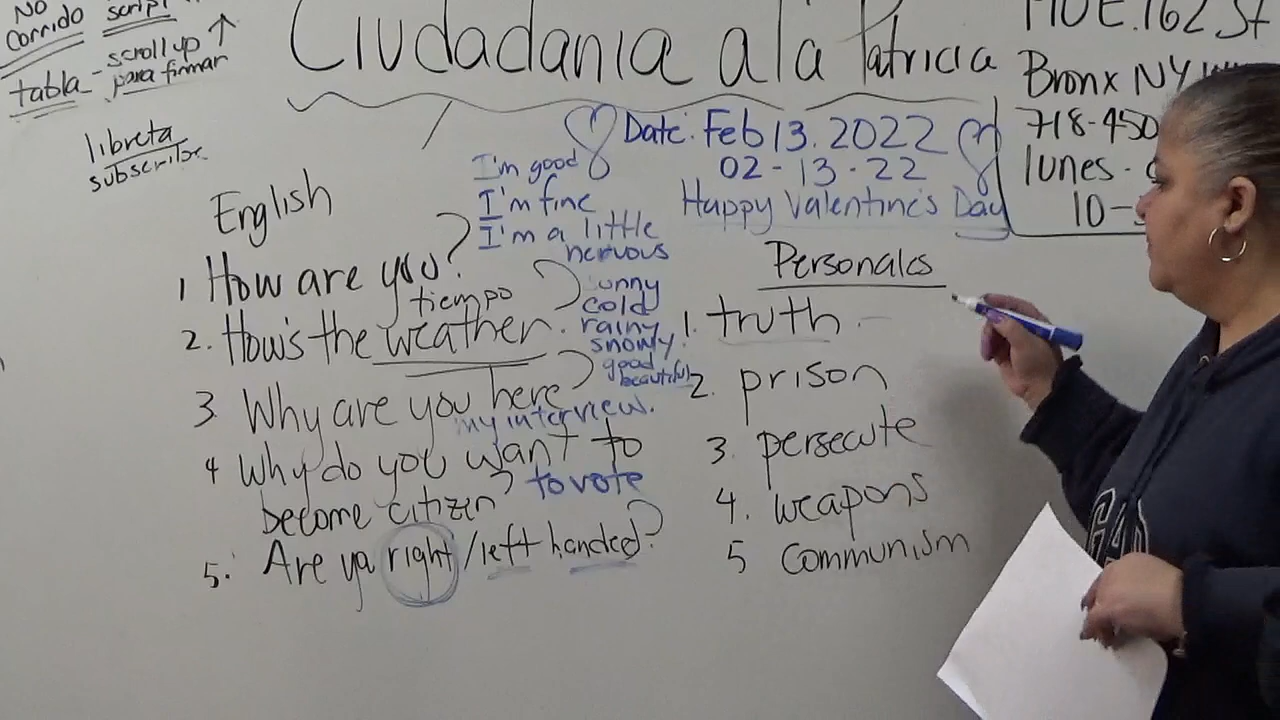 No
Corrido script
tabla - scroll up ↑
para firmar
libreta
subscribe
Ciudadania a la Patricia
Date: Feb 13. 2022
02-13-22
Happy Valentine's Day
162 St
Bronx NY
718-450
lunes -
10-
English
I'm good
I'm fine
I'm a little
nervous
1 How are you?
tiempo
2. How's the weather.
sunny
cold
rainy
snowy.
good
beautiful
3 Why are you here
my interview.
4 Why do you want to
become citizen? to vote
5. Are ya right/left handed?
Personales
1. truth -
2. prison
3. persecute
4. weapons
5 communism
GAP